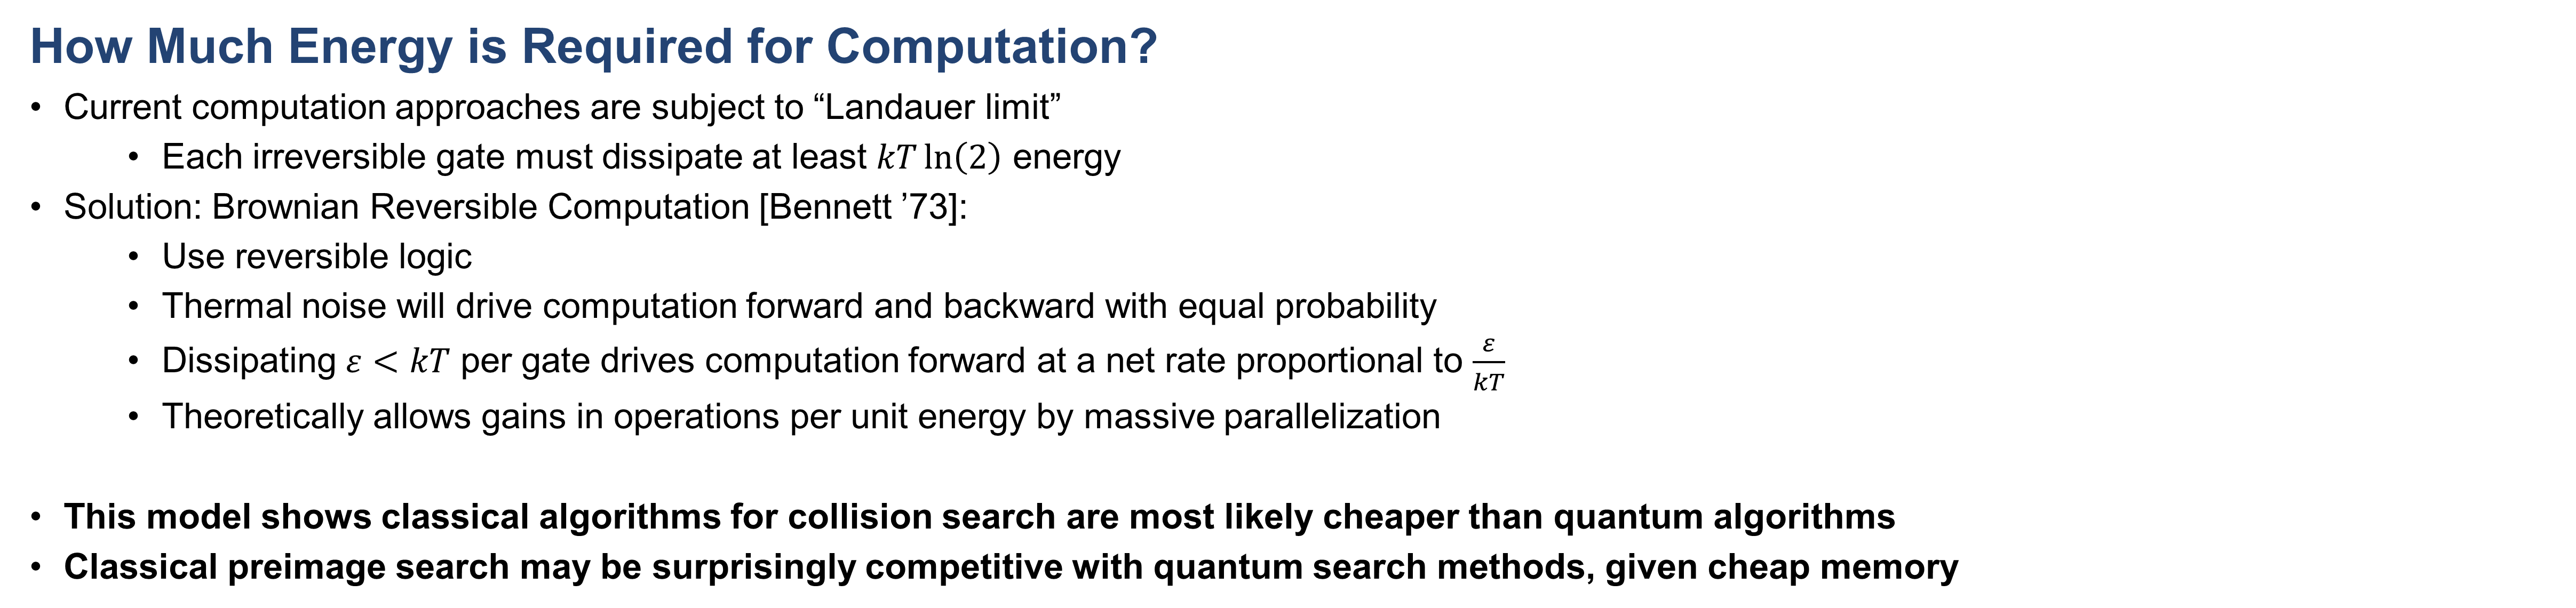 How Much Energy is Required for Computation?
• Current computation approaches are subject to “Landauer limit”
• Each irreversible gate must dissipate at least 𝑘𝑇 ln(2) energy
• Solution: Brownian Reversible Computation [Bennett ’73]:
• Use reversible logic
• Thermal noise will drive computation forward and backward with equal probability
• Dissipating 𝜀 < 𝑘𝑇 per gate drives computation forward at a net rate proportional to 𝜀/𝑘𝑇
• Theoretically allows gains in operations per unit energy by massive parallelization
• This model shows classical algorithms for collision search are most likely cheaper than quantum algorithms
• Classical preimage search may be surprisingly competitive with quantum search methods, given cheap memory